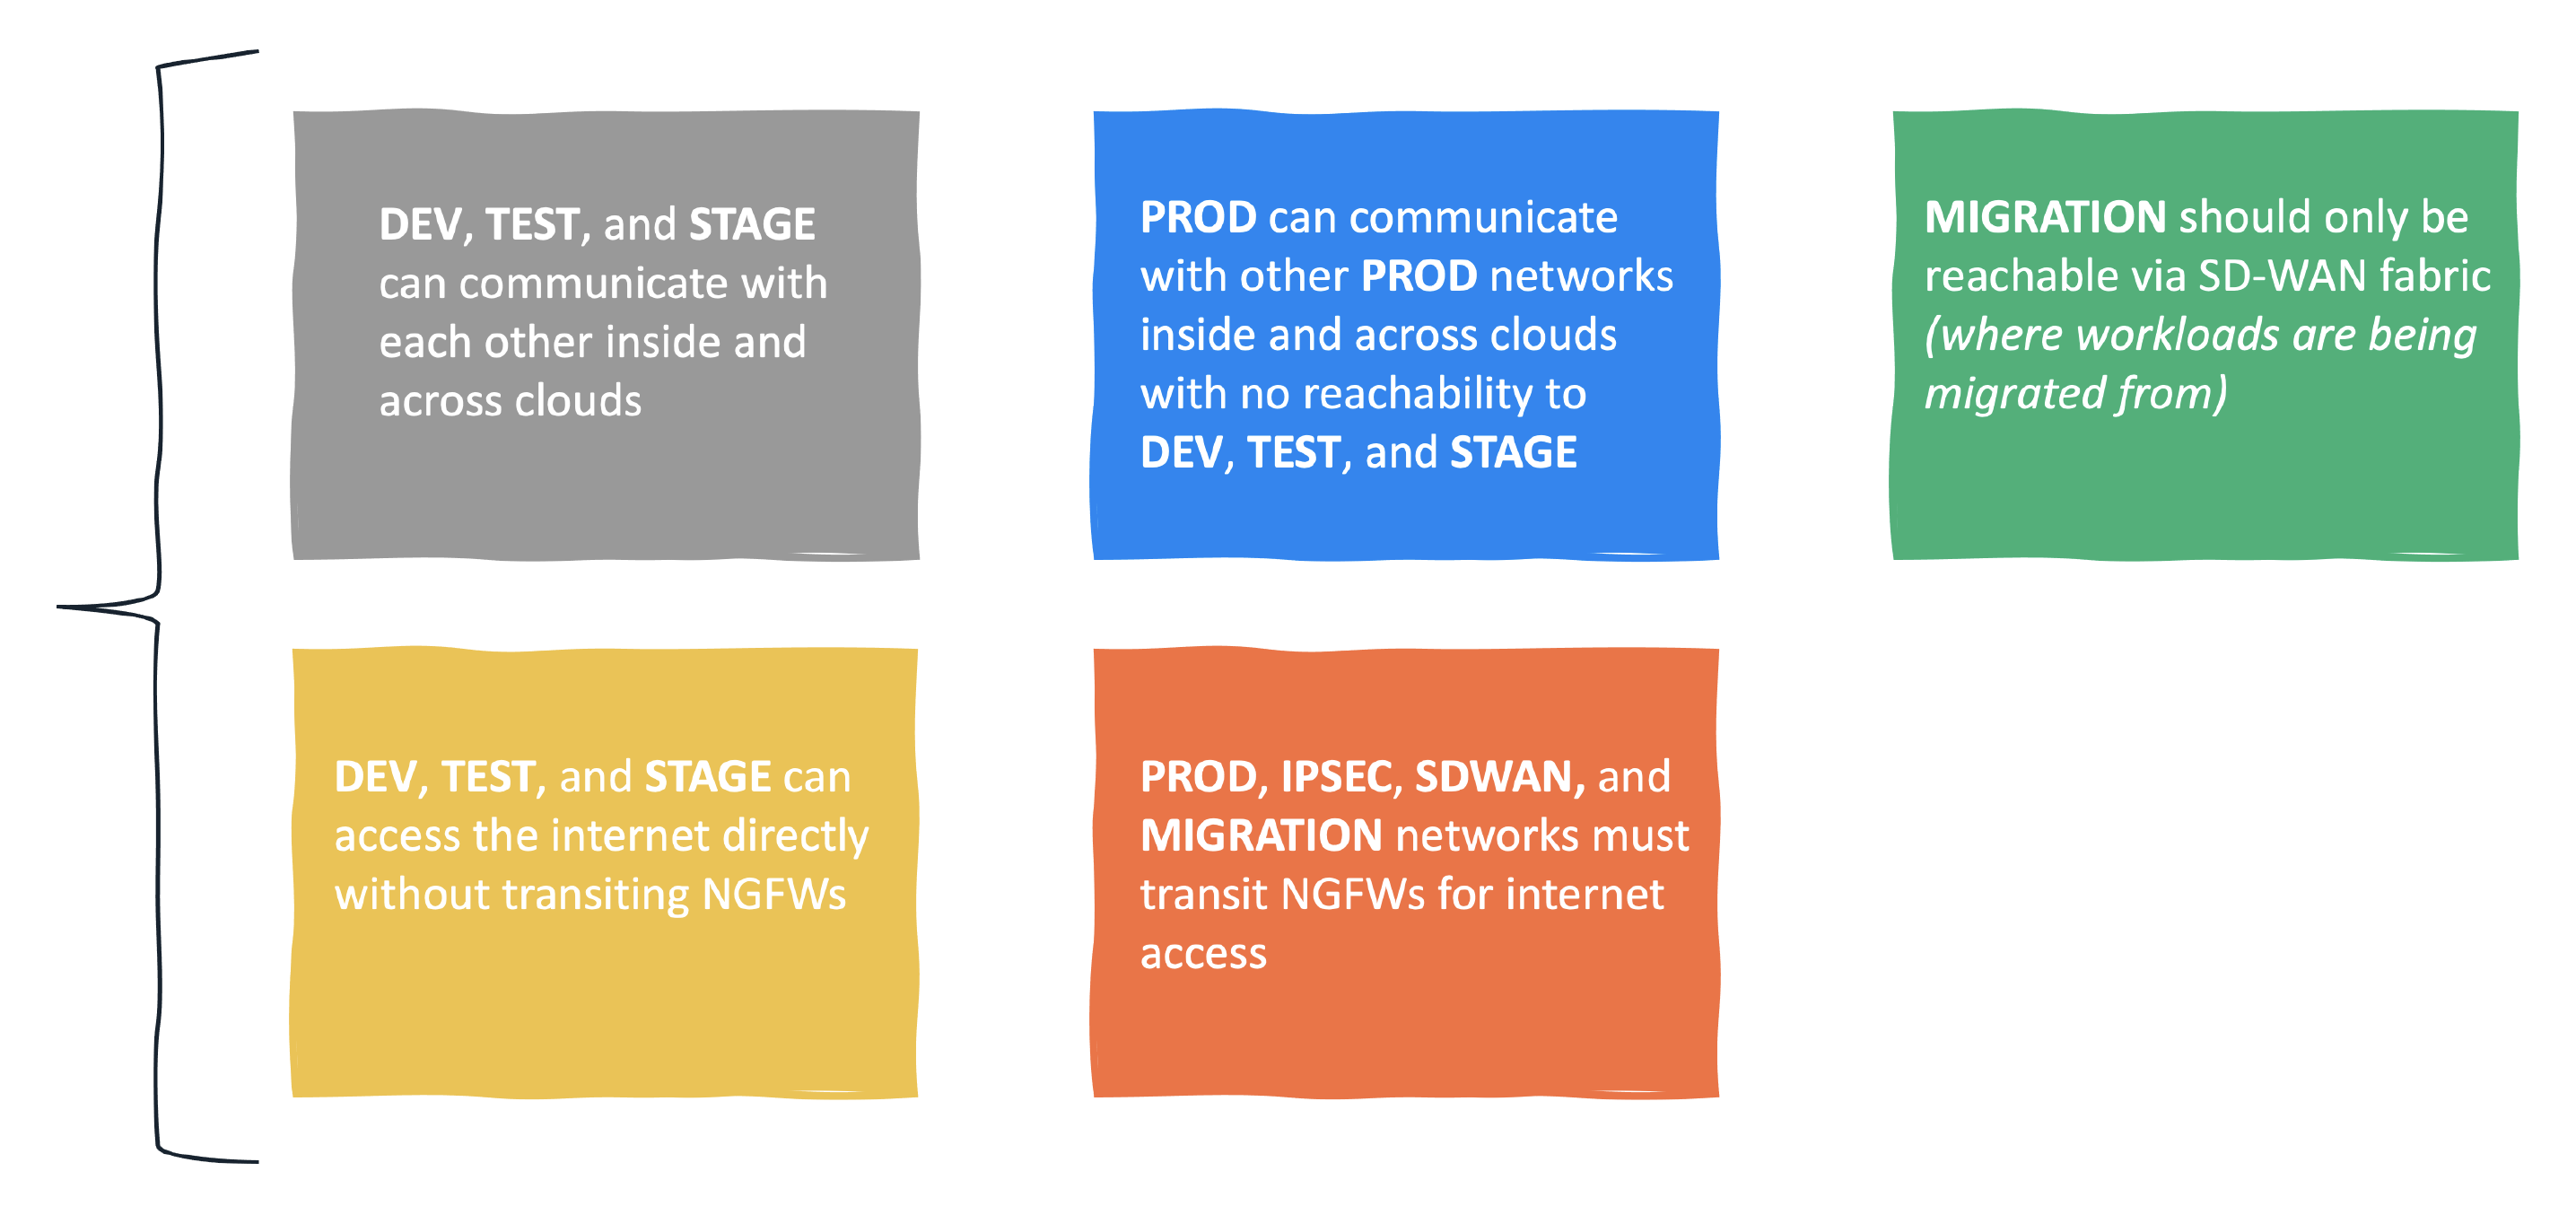 DEV, TEST, and STAGE
can communicate with
each other inside and
across clouds
PROD can communicate
with other PROD networks
inside and across clouds
with no reachability to
DEV, TEST, and STAGE
MIGRATION should only be
reachable via SD-WAN fabric
(where workloads are being
migrated from)
DEV, TEST, and STAGE can
access the internet directly
without transiting NGFWs
PROD, IPSEC, SDWAN, and
MIGRATION networks must
transit NGFWs for internet
access